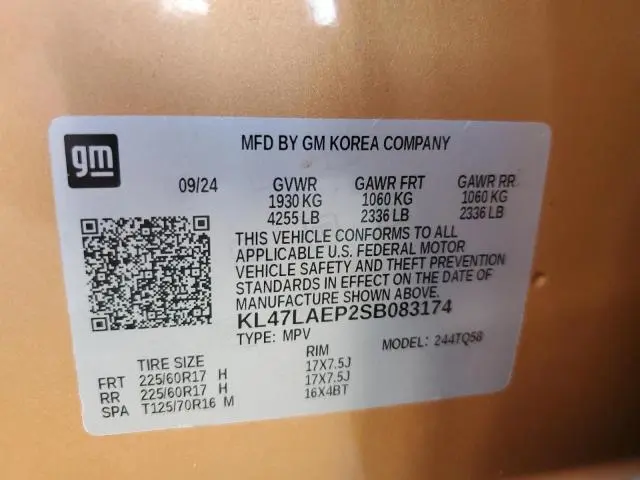 gm
MFD BY GM KOREA COMPANY
09/24 GVWR GAWR FRT GAWR RR
1930 KG 1060 KG 1060 KG
4255 LB 2336 LB 2336 LB
THIS VEHICLE CONFORMS TO ALL
APPLICABLE U.S. FEDERAL MOTOR
VEHICLE SAFETY AND THEFT PREVENTION
STANDARDS IN EFFECT ON THE DATE OF
MANUFACTURE SHOWN ABOVE.
KL47LAEP2SB083174
TYPE: MPV MODEL: 244TQ58
TIRE SIZE RIM
FRT 225/60R17 H 17X7.5J
RR 225/60R17 H 17X7.5J
SPA T125/70R16 M 16X4BT